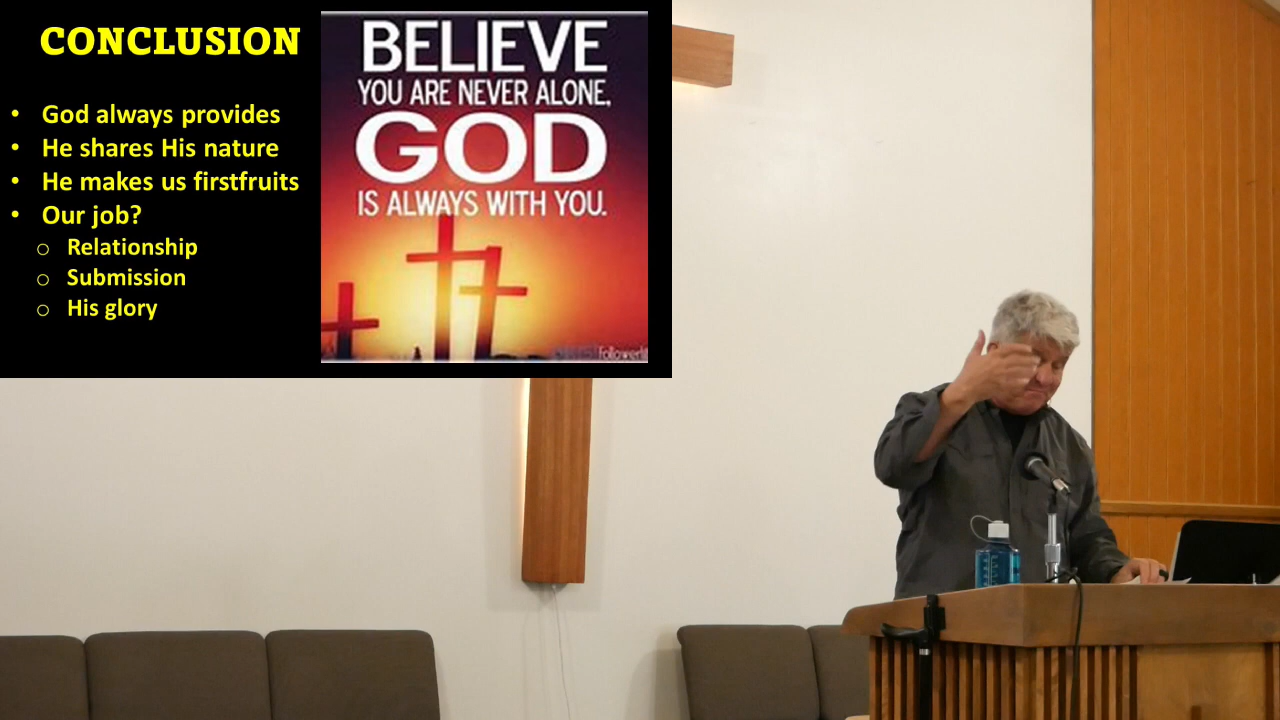 CONCLUSION
• God always provides
• He shares His nature
• He makes us firstfruits
• Our job?
o Relationship
o Submission
o His glory
BELIEVE
YOU ARE NEVER ALONE,
GOD
IS ALWAYS WITH YOU.